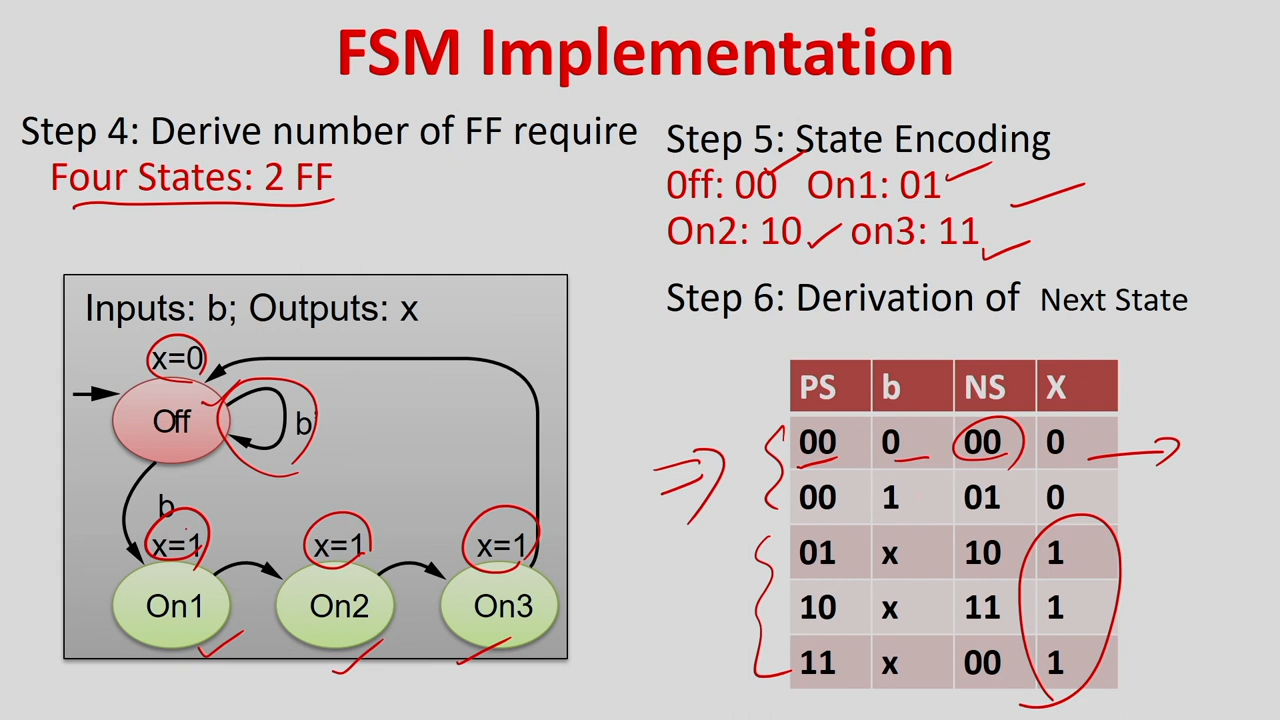 FSM Implementation
Step 4: Derive number of FF require
Four States: 2 FF
Step 5: State Encoding
0ff: 00 On1: 01
On2: 10 on3: 11
Step 6: Derivation of Next State
Inputs: b; Outputs: x
x=0
Off
b'
b
x=1
x=1
x=1
On1
On2
On3
PS b NS X
00 0 00 0
00 1 01 0
01 x 10 1
10 x 11 1
11 x 00 1